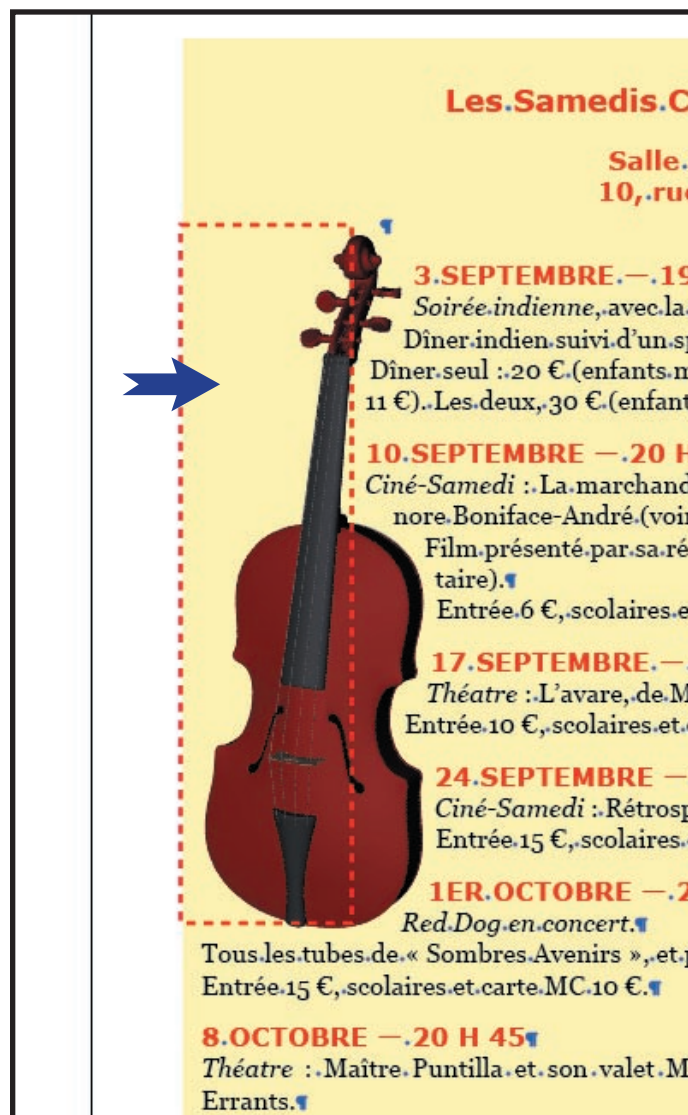 Les Samedis C
Salle
10, rue
¶
3 SEPTEMBRE — 19
Soirée indienne, avec la
Dîner indien suivi d'un sp
Dîner seul : 20 € (enfants m
11 €). Les deux, 30 € (enfant
10 SEPTEMBRE — 20 H
Ciné-Samedi : La marchand
nore Boniface-André (voir
Film présenté par sa ré
taire).¶
Entrée 6 €, scolaires e
17 SEPTEMBRE —
Théatre : L'avare, de M
Entrée 10 €, scolaires et
24 SEPTEMBRE —
Ciné-Samedi : Rétrosp
Entrée 15 €, scolaires
1ER OCTOBRE — 2
Red Dog en concert.¶
Tous les tubes de « Sombres Avenirs », et p
Entrée 15 €, scolaires et carte MC 10 €.¶
8 OCTOBRE — 20 H 45¶
Théatre : Maître Puntilla et son valet M
Errants.¶